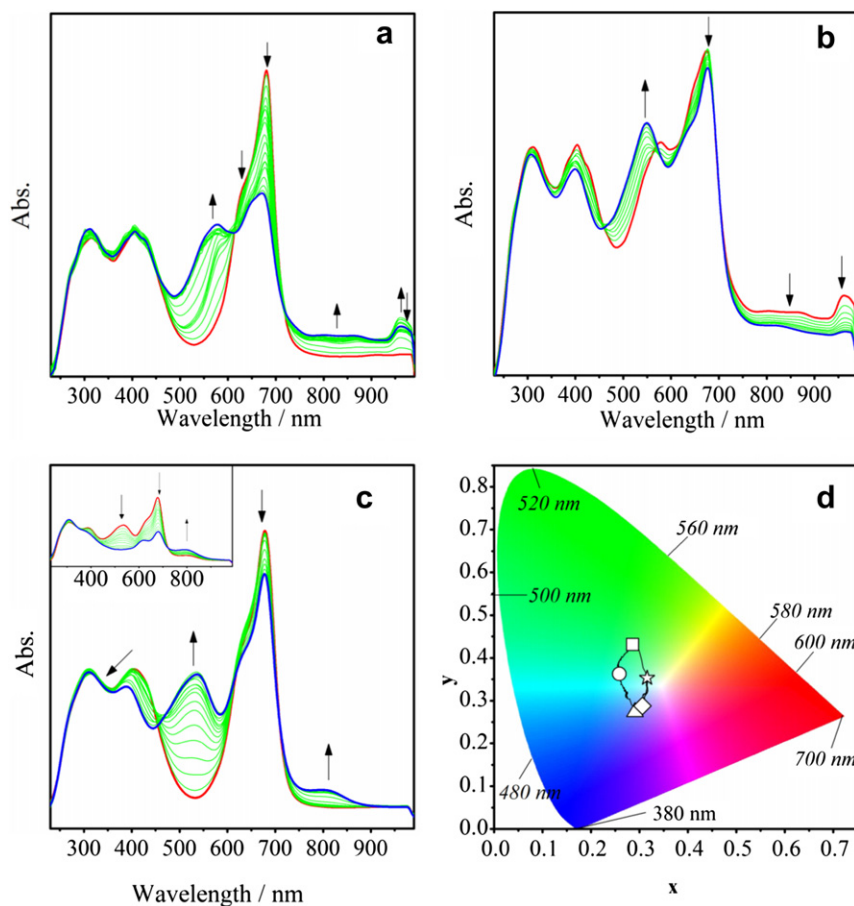 a
Abs.
300 400 500 600 700 800 900
Wavelength / nm
b
Abs.
300 400 500 600 700 800 900
Wavelength / nm
c
400 600 800
Abs.
300 400 500 600 700 800 900
Wavelength / nm
d
0.8
0.7
0.6
0.5
0.4
0.3
0.2
0.1
0.0
y
520 nm
560 nm
500 nm
580 nm
600 nm
700 nm
480 nm
380 nm
0.0 0.1 0.2 0.3 0.4 0.5 0.6 0.7
x